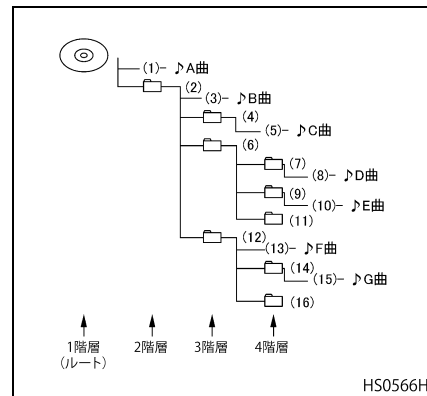 (1)- ♪A曲
(2)
(3)- ♪B曲
(4)
(5)- ♪C曲
(6)
(7)
(8)- ♪D曲
(9)
(10)- ♪E曲
(11)
(12)
(13)- ♪F曲
(14)
(15)- ♪G曲
(16)
1階層 2階層 3階層 4階層
(ルート)
HS0566H